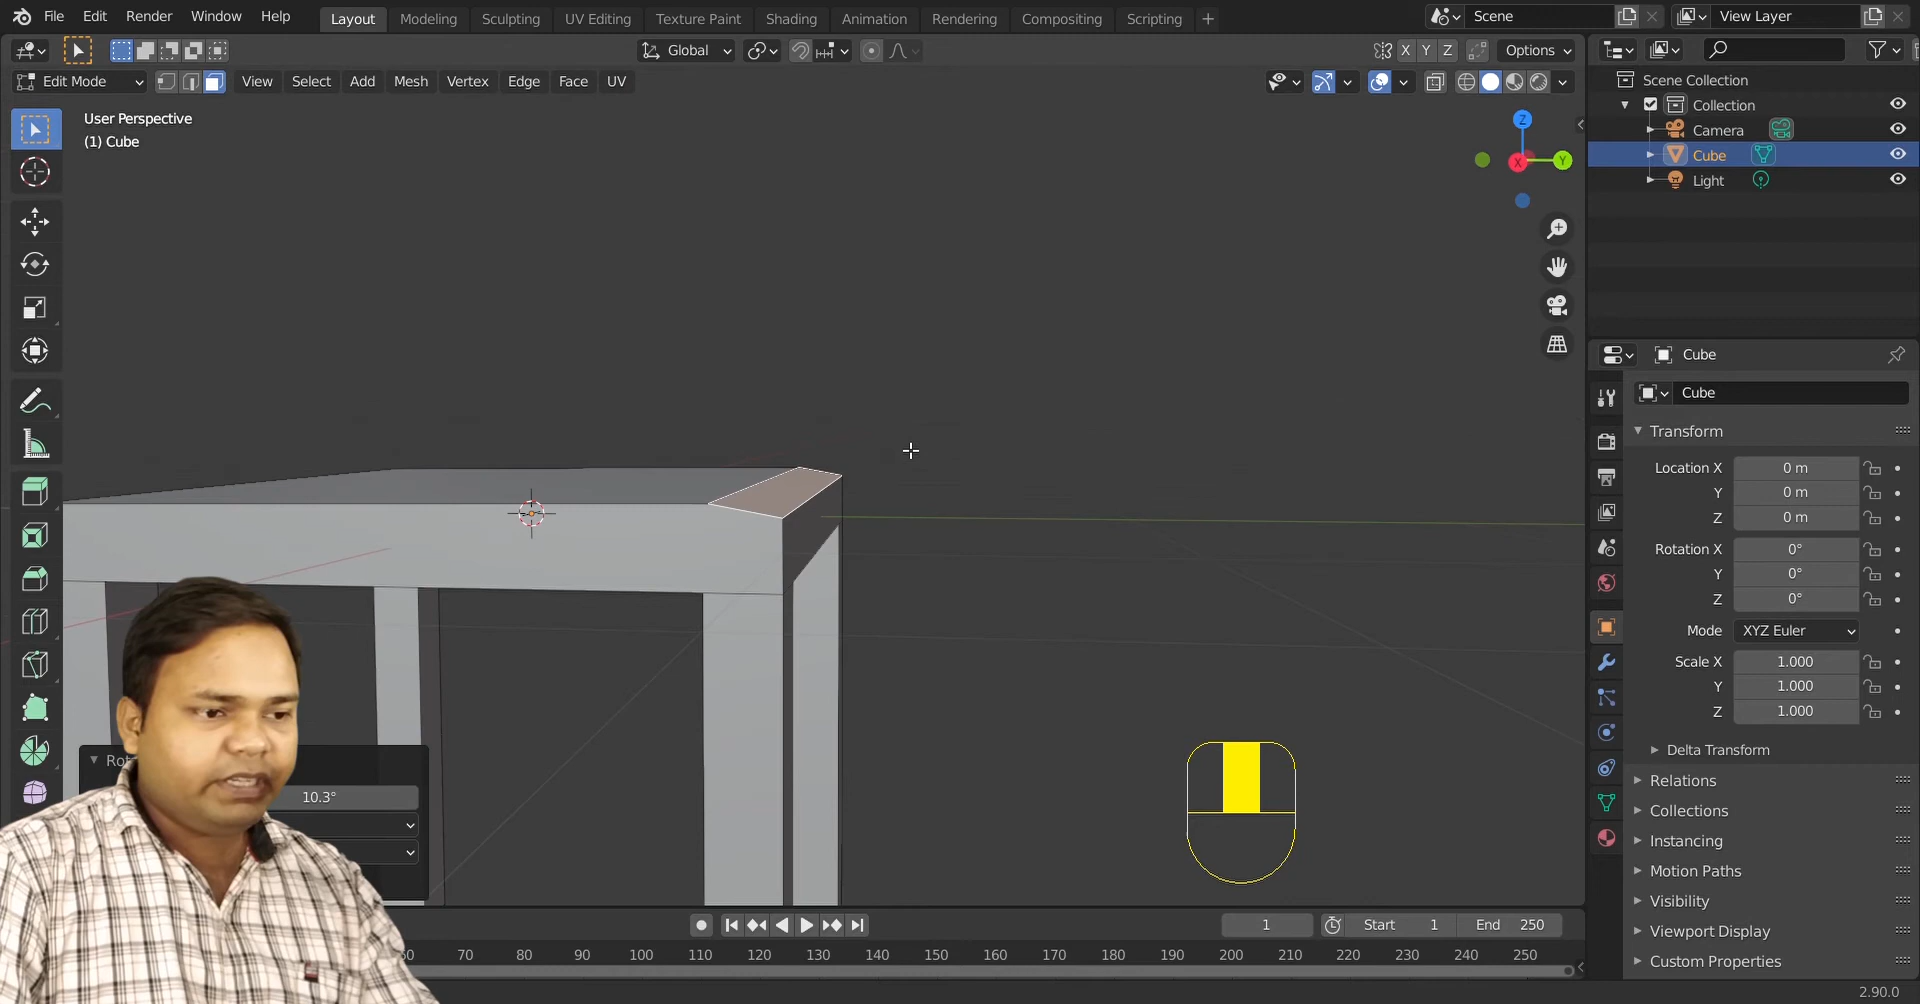 File Edit Render Window Help Layout Modeling Sculpting UV Editing Texture Paint Shading Animation Rendering Compositing Scripting + Scene View Layer
Global X Y Z Options
Edit Mode View Select Add Mesh Vertex Edge Face UV
User Perspective
(1) Cube
Z
X
Y
Scene Collection
Collection
Camera
Cube
Light
Cube
Cube
Transform
Location X 0 m
Y 0 m
Z 0 m
Rotation X 0°
Y 0°
Z 0°
Mode XYZ Euler
Scale X 1.000
Y 1.000
Z 1.000
Delta Transform
Relations
Collections
Instancing
Motion Paths
Visibility
Viewport Display
Custom Properties
10.3°
1 Start 1 End 250
70 80 90 100 110 120 130 140 150 160 170 180 190 200 210 220 230 240 250
2.90.0